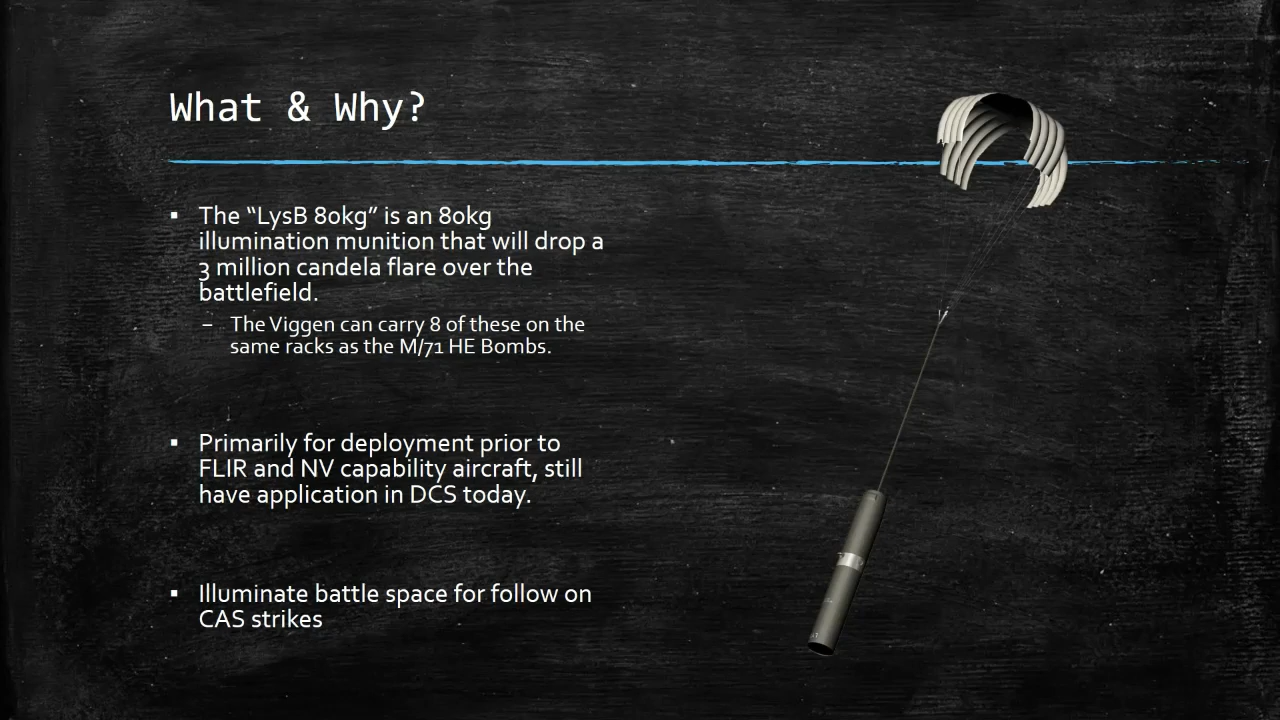 What & Why?
▪ The “LysB 80kg” is an 80kg
illumination munition that will drop a
3 million candela flare over the
battlefield.
– The Viggen can carry 8 of these on the
same racks as the M/71 HE Bombs.
▪ Primarily for deployment prior to
FLIR and NV capability aircraft, still
have application in DCS today.
▪ Illuminate battle space for follow on
CAS strikes